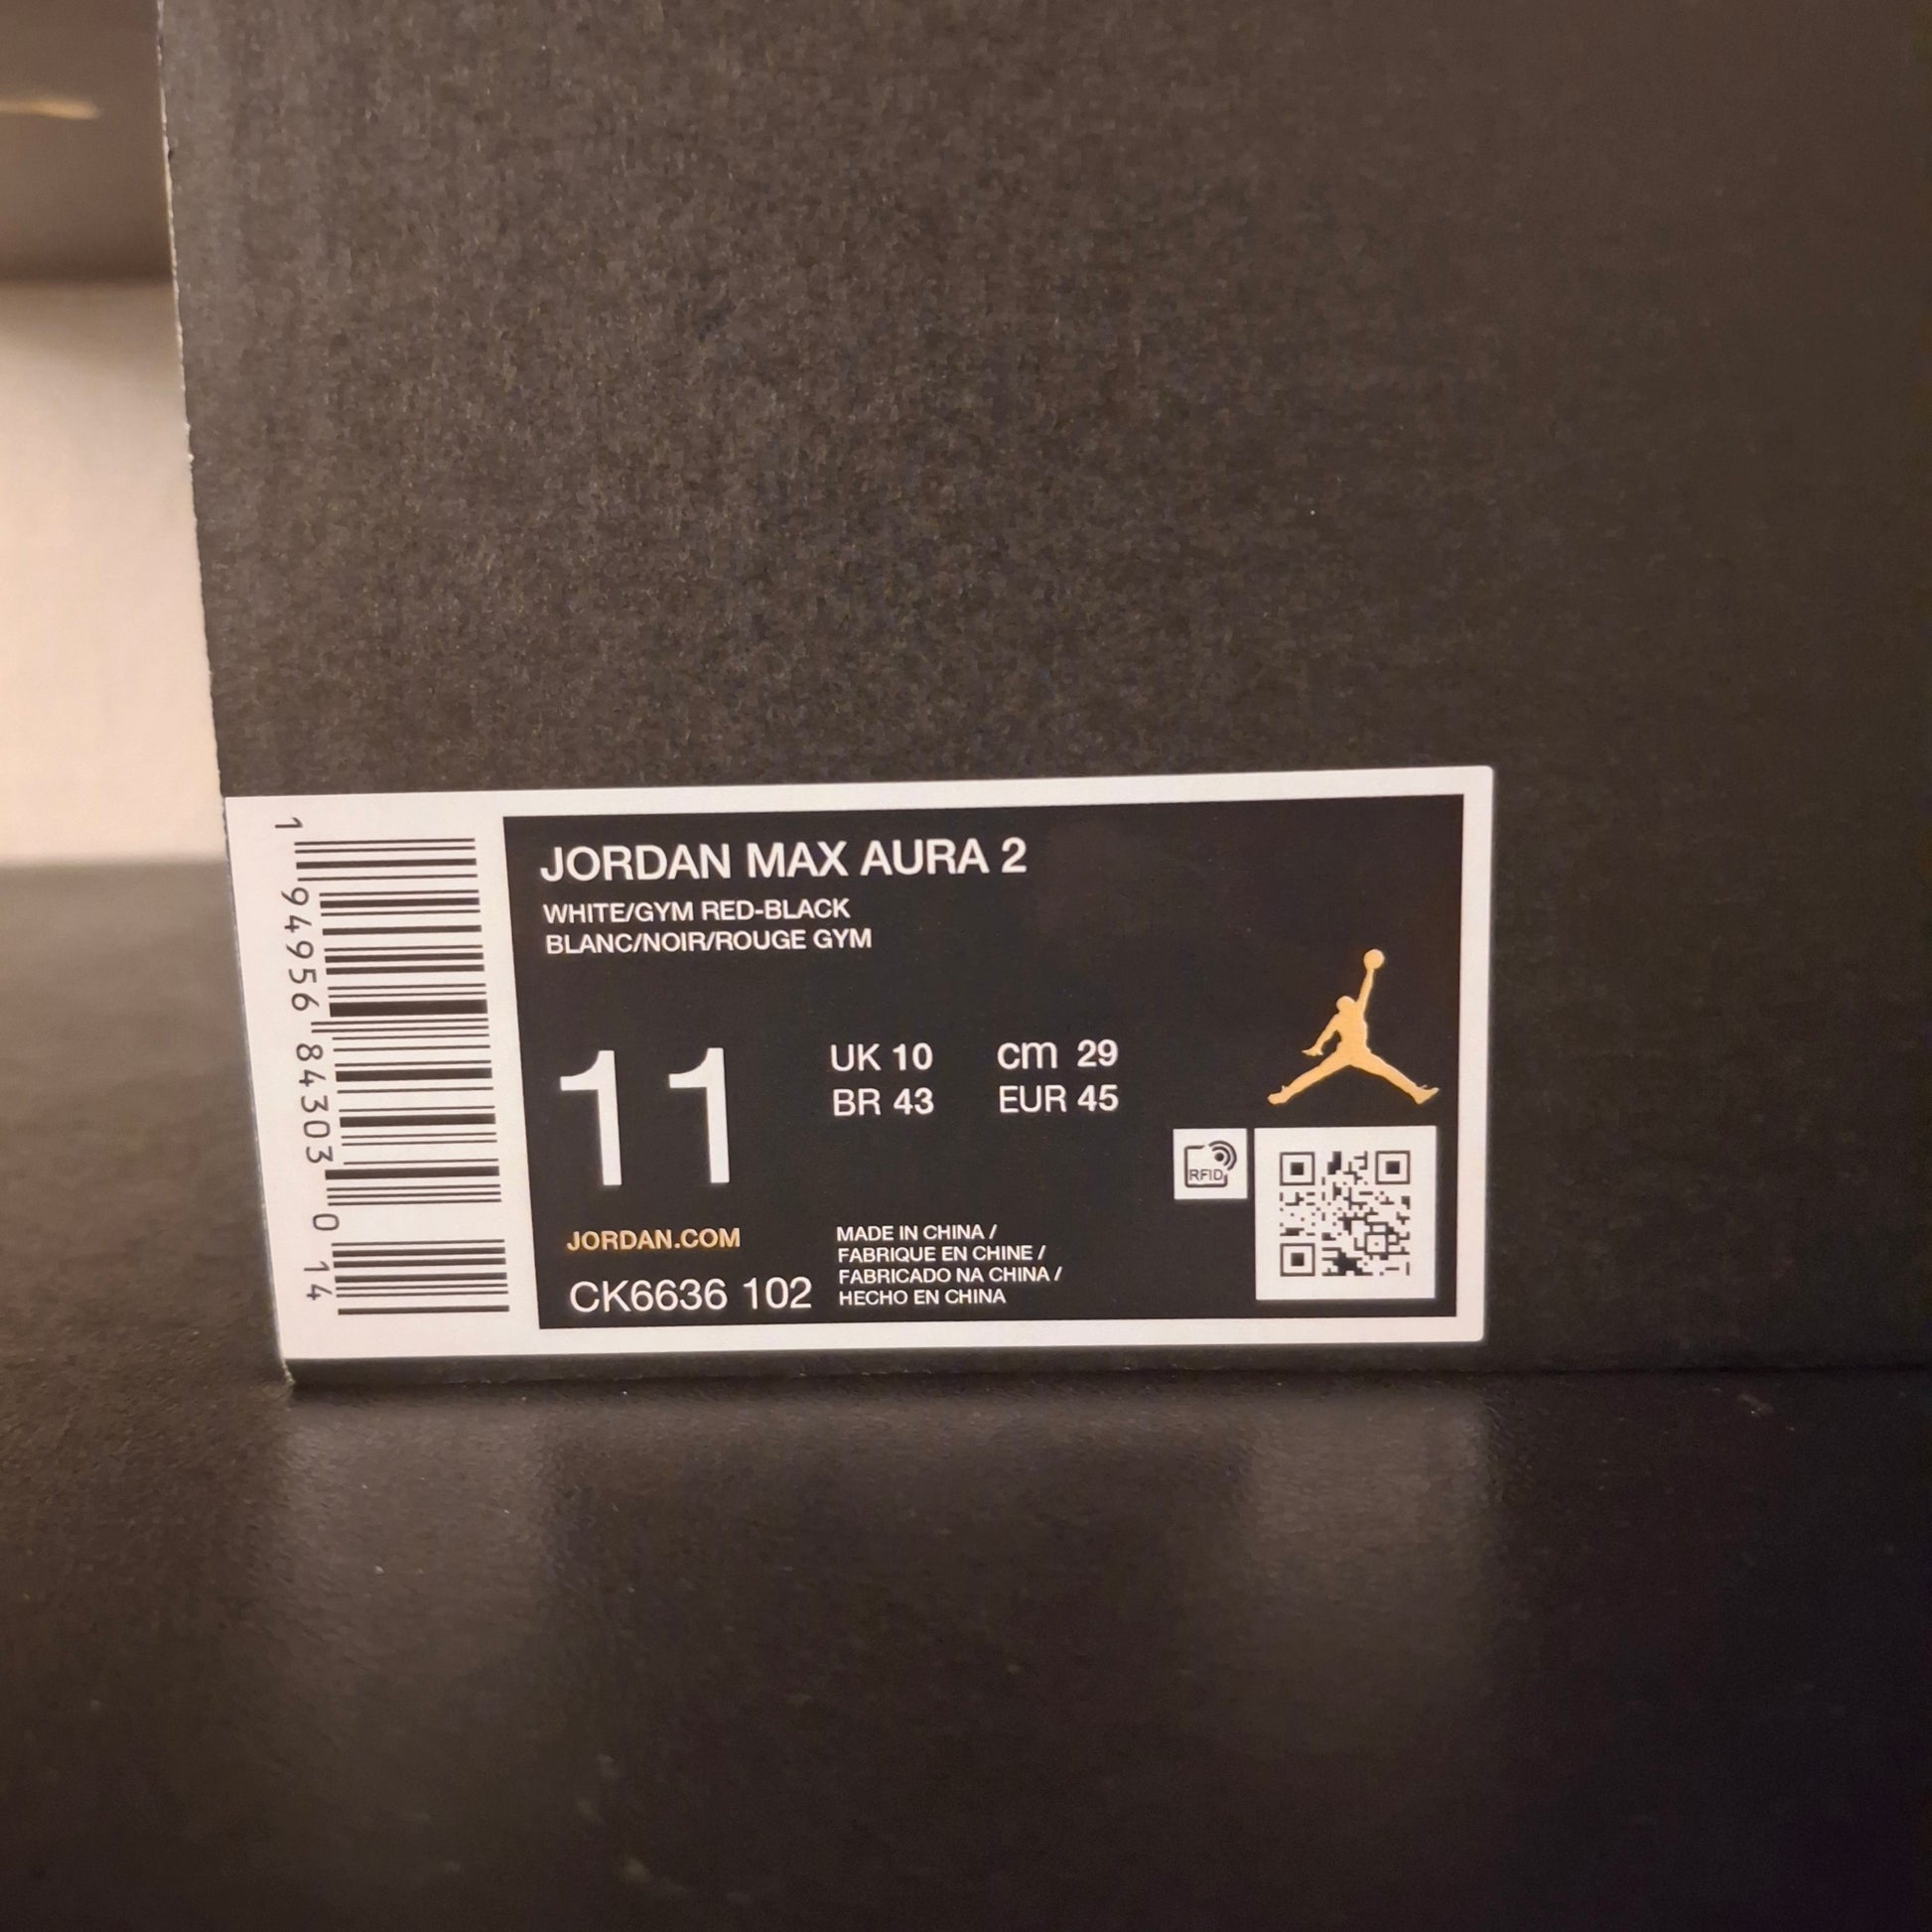 JORDAN MAX AURA 2
WHITE/GYM RED-BLACK
BLANC/NOIR/ROUGE GYM
11
UK 10 cm 29
BR 43 EUR 45
RFID
JORDAN.COM
CK6636 102
MADE IN CHINA /
FABRIQUE EN CHINE /
FABRICADO NA CHINA /
HECHO EN CHINA
1 94956 84303 0 14